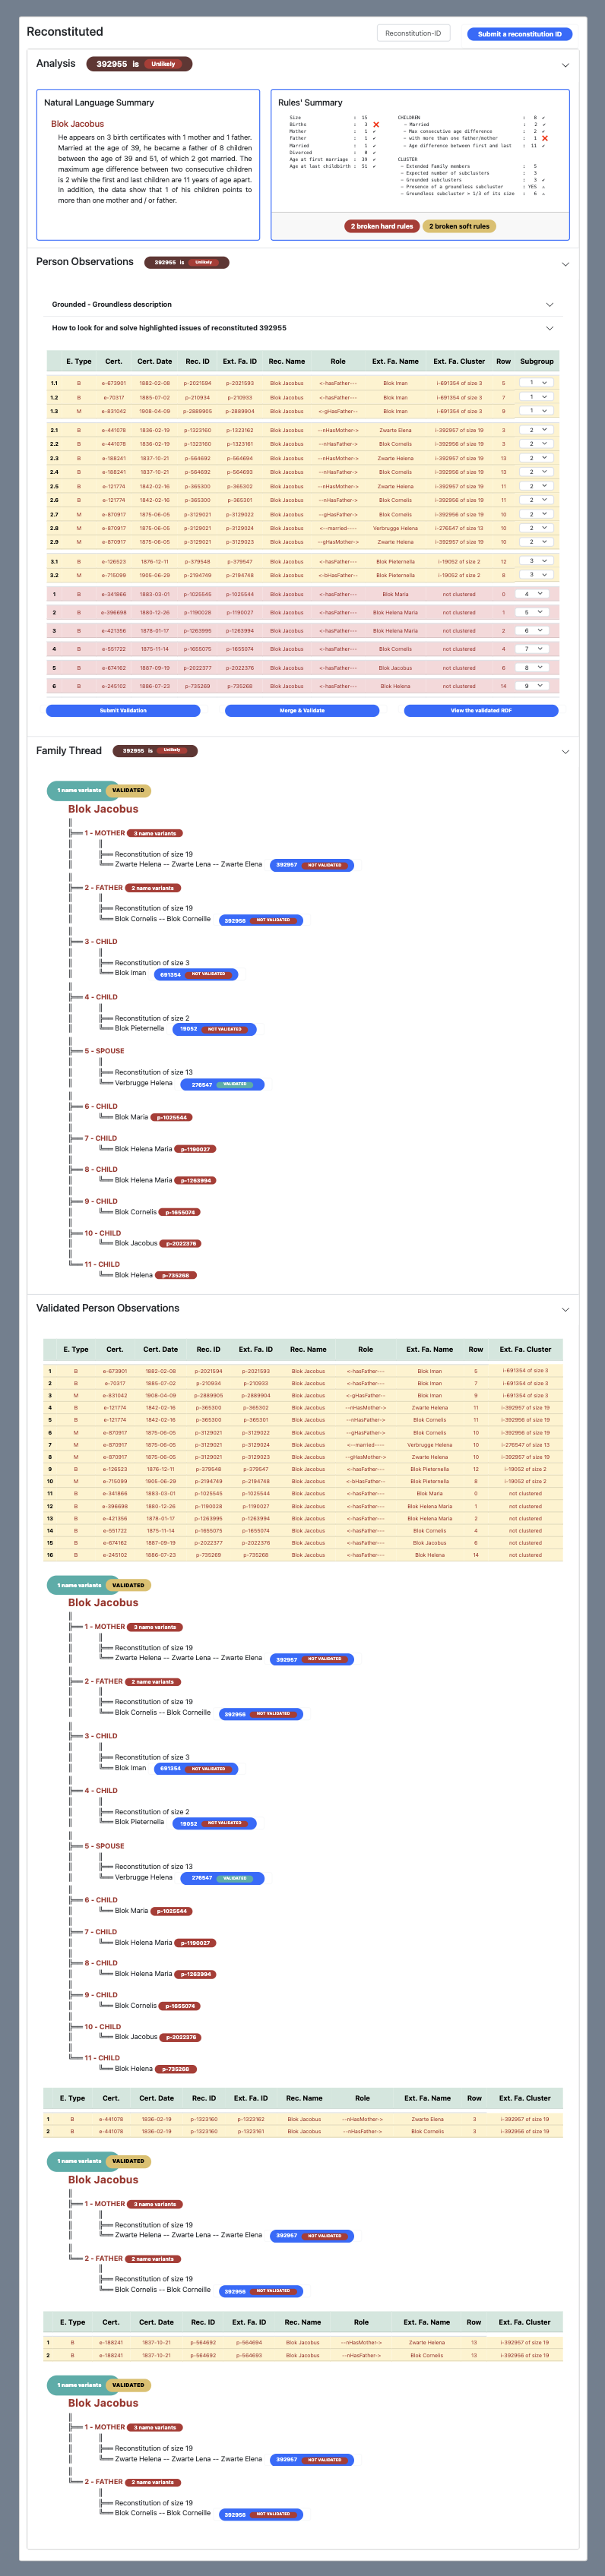 Reconstituted
Reconstitution-ID
Submit a reconstitution ID
Analysis
392955 is Unlikely
Natural Language Summary
Blok Jacobus
He appears on 3 birth certificates with 1 mother and 1 father.
Married at the age of 39, he became a father of 8 children
between the age of 39 and 51, of which 2 got married. The
maximum age difference between two consecutive children
is 2 while the first and last children are 11 years of age apart.
In addition, the data show that 1 of his children points to
more than one mother and / or father.
Rules' Summary
Size : 15
Births : 3 ❌
Mother : 1 ✔
Father : 1 ✔
Married : 1 ✔
Divorced : 0 ✔
Age at first marriage : 39 ✔
Age at last childbirth : 51 ✔
CHILDREN : 8 ✔
– Married : 2 ✔
– Max consecutive age difference : 2 ✔
– with more than one father/mother : 1 ❌
– Age difference between first and last : 11 ✔
CLUSTER
– Extended Family members : 5
– Expected number of subclusters : 3
– Grounded subclusters : 3 ✔
– Presence of a groundless subcluster : YES
– Groundless subcluster > 1/3 of its size : 6
2 broken hard rules 2 broken soft rules
Person Observations
392955 is Unlikely
Grounded - Groundless description
How to look for and solve highlighted issues of reconstituted 392955
E. Type Cert. Cert. Date Rec. ID Ext. Fa. ID Rec. Name Role Ext. Fa. Name Ext. Fa. Cluster Row Subgroup
1.1 B e-673901 1882-02-08 p-2021594 p-2021593 Blok Jacobus <-hasFather--- Blok Iman i-691354 of size 3 5 1
1.2 B e-70317 1885-07-02 p-210934 p-210933 Blok Jacobus <-hasFather--- Blok Iman i-691354 of size 3 7 1
1.3 M e-831042 1908-04-09 p-2889905 p-2889904 Blok Jacobus <-gHasFather-- Blok Iman i-691354 of size 3 9 1
2.1 B e-441078 1836-02-19 p-1323160 p-1323162 Blok Jacobus --nHasMother-> Zwarte Elena i-392957 of size 19 3 2
2.2 B e-441078 1836-02-19 p-1323160 p-1323161 Blok Jacobus --nHasFather-> Blok Cornelis i-392956 of size 19 3 2
2.3 B e-188241 1837-10-21 p-564692 p-564694 Blok Jacobus --nHasMother-> Zwarte Helena i-392957 of size 19 13 2
2.4 B e-188241 1837-10-21 p-564692 p-564693 Blok Jacobus --nHasFather-> Blok Cornelis i-392956 of size 19 13 2
2.5 B e-121774 1842-02-16 p-365300 p-365302 Blok Jacobus --nHasMother-> Zwarte Helena i-392957 of size 19 11 2
2.6 B e-121774 1842-02-16 p-365300 p-365301 Blok Jacobus --nHasFather-> Blok Cornelis i-392956 of size 19 11 2
2.7 M e-870917 1875-06-05 p-3129021 p-3129022 Blok Jacobus --gHasFather-> Blok Cornelis i-392956 of size 19 10 2
2.8 M e-870917 1875-06-05 p-3129021 p-3129024 Blok Jacobus <--married---- Verbrugge Helena i-276547 of size 13 10 2
2.9 M e-870917 1875-06-05 p-3129021 p-3129023 Blok Jacobus --gHasMother-> Zwarte Helena i-392957 of size 19 10 2
3.1 B e-126523 1876-12-11 p-379548 p-379547 Blok Jacobus <-hasFather--- Blok Pieternella i-19052 of size 2 12 3
3.2 M e-715099 1905-06-29 p-2194749 p-2194748 Blok Jacobus <-bHasFather-- Blok Pieternella i-19052 of size 2 8 3
1 B e-341866 1883-03-01 p-1025545 p-1025544 Blok Jacobus <-hasFather--- Blok Maria not clustered 0 4
2 B e-396698 1880-12-26 p-1190028 p-1190027 Blok Jacobus <-hasFather--- Blok Helena Maria not clustered 1 5
3 B e-421356 1878-01-17 p-1263995 p-1263994 Blok Jacobus <-hasFather--- Blok Helena Maria not clustered 2 6
4 B e-551722 1875-11-14 p-1655075 p-1655074 Blok Jacobus <-hasFather--- Blok Cornelis not clustered 4 7
5 B e-674162 1887-09-19 p-2022377 p-2022376 Blok Jacobus <-hasFather--- Blok Jacobus not clustered 6 8
6 B e-245102 1886-07-23 p-735269 p-735268 Blok Jacobus <-hasFather--- Blok Helena not clustered 14 9
Submit Validation Merge & Validate View the validated RDF
Family Thread
392955 is Unlikely
1 name variants VALIDATED
Blok Jacobus
1 - MOTHER 3 name variants
Reconstitution of size 19
Zwarte Helena -- Zwarte Lena -- Zwarte Elena 392957 NOT VALIDATED
2 - FATHER 2 name variants
Reconstitution of size 19
Blok Cornelis -- Blok Corneille 392956 NOT VALIDATED
3 - CHILD
Reconstitution of size 3
Blok Iman 691354 NOT VALIDATED
4 - CHILD
Reconstitution of size 2
Blok Pieternella 19052 NOT VALIDATED
5 - SPOUSE
Reconstitution of size 13
Verbrugge Helena 276547 VALIDATED
6 - CHILD
Blok Maria p-1025544
7 - CHILD
Blok Helena Maria p-1190027
8 - CHILD
Blok Helena Maria p-1263994
9 - CHILD
Blok Cornelis p-1655074
10 - CHILD
Blok Jacobus p-2022376
11 - CHILD
Blok Helena p-735268
Validated Person Observations
E. Type Cert. Cert. Date Rec. ID Ext. Fa. ID Rec. Name Role Ext. Fa. Name Row Ext. Fa. Cluster
1 B e-673901 1882-02-08 p-2021594 p-2021593 Blok Jacobus <-hasFather--- Blok Iman 5 i-691354 of size 3
2 B e-70317 1885-07-02 p-210934 p-210933 Blok Jacobus <-hasFather--- Blok Iman 7 i-691354 of size 3
3 M e-831042 1908-04-09 p-2889905 p-2889904 Blok Jacobus <-gHasFather-- Blok Iman 9 i-691354 of size 3
4 B e-121774 1842-02-16 p-365300 p-365302 Blok Jacobus --nHasMother-> Zwarte Helena 11 i-392957 of size 19
5 B e-121774 1842-02-16 p-365300 p-365301 Blok Jacobus --nHasFather-> Blok Cornelis 11 i-392956 of size 19
6 M e-870917 1875-06-05 p-3129021 p-3129022 Blok Jacobus --gHasFather-> Blok Cornelis 10 i-392956 of size 19
7 M e-870917 1875-06-05 p-3129021 p-3129024 Blok Jacobus <--married---- Verbrugge Helena 10 i-276547 of size 13
8 M e-870917 1875-06-05 p-3129021 p-3129023 Blok Jacobus --gHasMother-> Zwarte Helena 10 i-392957 of size 19
9 B e-126523 1876-12-11 p-379548 p-379547 Blok Jacobus <-hasFather--- Blok Pieternella 12 i-19052 of size 2
10 M e-715099 1905-06-29 p-2194749 p-2194748 Blok Jacobus <-bHasFather-- Blok Pieternella 8 i-19052 of size 2
11 B e-341866 1883-03-01 p-1025545 p-1025544 Blok Jacobus <-hasFather--- Blok Maria 0 not clustered
12 B e-396698 1880-12-26 p-1190028 p-1190027 Blok Jacobus <-hasFather--- Blok Helena Maria 1 not clustered
13 B e-421356 1878-01-17 p-1263995 p-1263994 Blok Jacobus <-hasFather--- Blok Helena Maria 2 not clustered
14 B e-551722 1875-11-14 p-1655075 p-1655074 Blok Jacobus <-hasFather--- Blok Cornelis 4 not clustered
15 B e-674162 1887-09-19 p-2022377 p-2022376 Blok Jacobus <-hasFather--- Blok Jacobus 6 not clustered
16 B e-245102 1886-07-23 p-735269 p-735268 Blok Jacobus <-hasFather--- Blok Helena 14 not clustered
1 name variants VALIDATED
Blok Jacobus
1 - MOTHER 3 name variants
Reconstitution of size 19
Zwarte Helena -- Zwarte Lena -- Zwarte Elena 392957 NOT VALIDATED
2 - FATHER 2 name variants
Reconstitution of size 19
Blok Cornelis -- Blok Corneille 392956 NOT VALIDATED
3 - CHILD
Reconstitution of size 3
Blok Iman 691354 NOT VALIDATED
4 - CHILD
Reconstitution of size 2
Blok Pieternella 19052 NOT VALIDATED
5 - SPOUSE
Reconstitution of size 13
Verbrugge Helena 276547 VALIDATED
6 - CHILD
Blok Maria p-1025544
7 - CHILD
Blok Helena Maria p-1190027
8 - CHILD
Blok Helena Maria p-1263994
9 - CHILD
Blok Cornelis p-1655074
10 - CHILD
Blok Jacobus p-2022376
11 - CHILD
Blok Helena p-735268
E. Type Cert. Cert. Date Rec. ID Ext. Fa. ID Rec. Name Role Ext. Fa. Name Row Ext. Fa. Cluster
1 B e-441078 1836-02-19 p-1323160 p-1323162 Blok Jacobus --nHasMother-> Zwarte Elena 3 i-392957 of size 19
2 B e-441078 1836-02-19 p-1323160 p-1323161 Blok Jacobus --nHasFather-> Blok Cornelis 3 i-392956 of size 19
1 name variants VALIDATED
Blok Jacobus
1 - MOTHER 3 name variants
Reconstitution of size 19
Zwarte Helena -- Zwarte Lena -- Zwarte Elena 392957 NOT VALIDATED
2 - FATHER 2 name variants
Reconstitution of size 19
Blok Cornelis -- Blok Corneille 392956 NOT VALIDATED
E. Type Cert. Cert. Date Rec. ID Ext. Fa. ID Rec. Name Role Ext. Fa. Name Row Ext. Fa. Cluster
1 B e-188241 1837-10-21 p-564692 p-564694 Blok Jacobus --nHasMother-> Zwarte Helena 13 i-392957 of size 19
2 B e-188241 1837-10-21 p-564692 p-564693 Blok Jacobus --nHasFather-> Blok Cornelis 13 i-392956 of size 19
1 name variants VALIDATED
Blok Jacobus
1 - MOTHER 3 name variants
Reconstitution of size 19
Zwarte Helena -- Zwarte Lena -- Zwarte Elena 392957 NOT VALIDATED
2 - FATHER 2 name variants
Reconstitution of size 19
Blok Cornelis -- Blok Corneille 392956 NOT VALIDATED